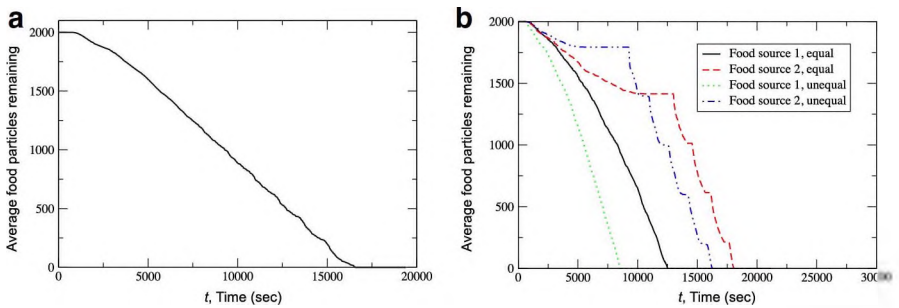 a
2000
1500
1000
500
0
0 5000 10000 15000 20000
Average food particles remaining
t, Time (sec)
b
2000
1500
1000
500
0
0 5000 10000 15000 20000 25000
Average food particles remaining
t, Time (sec)
Food source 1, equal
Food source 2, equal
Food source 1, unequal
Food source 2, unequal